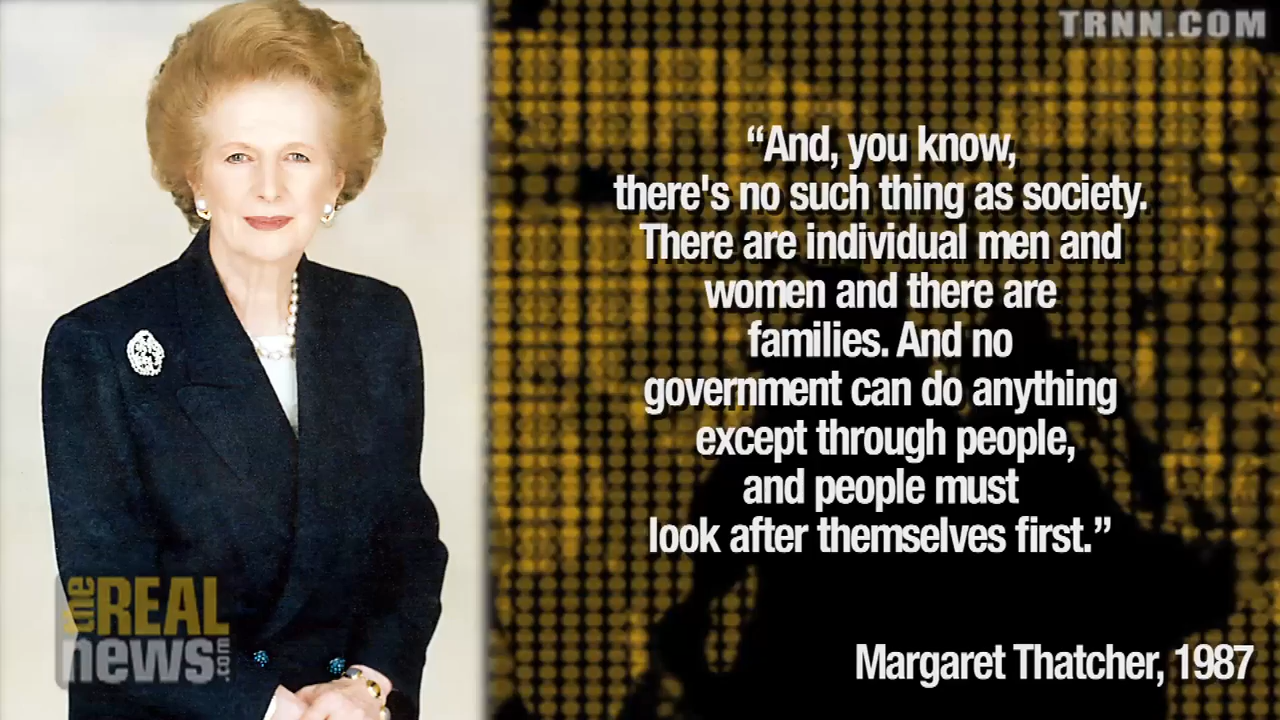 TRNN.COM
“And, you know,
there's no such thing as society.
There are individual men and
women and there are
families. And no
government can do anything
except through people,
and people must
look after themselves first.”
Margaret Thatcher, 1987
the REAL
news.com